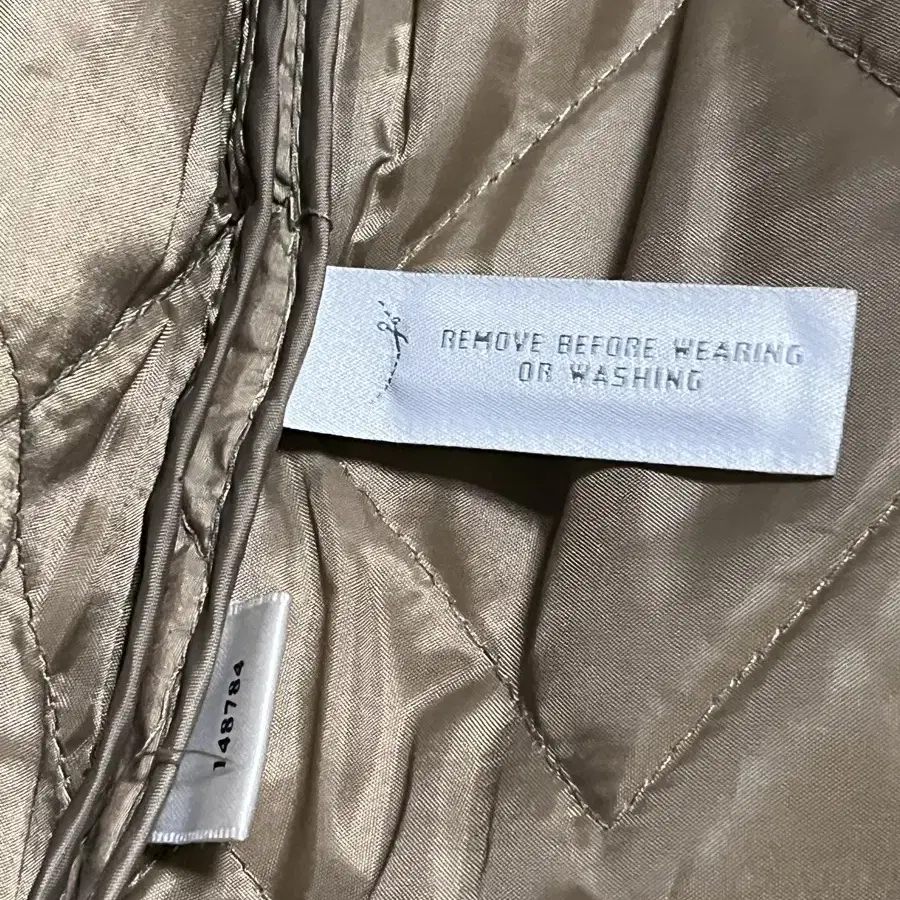 REMOVE BEFORE WEARING
OR WASHING
148784